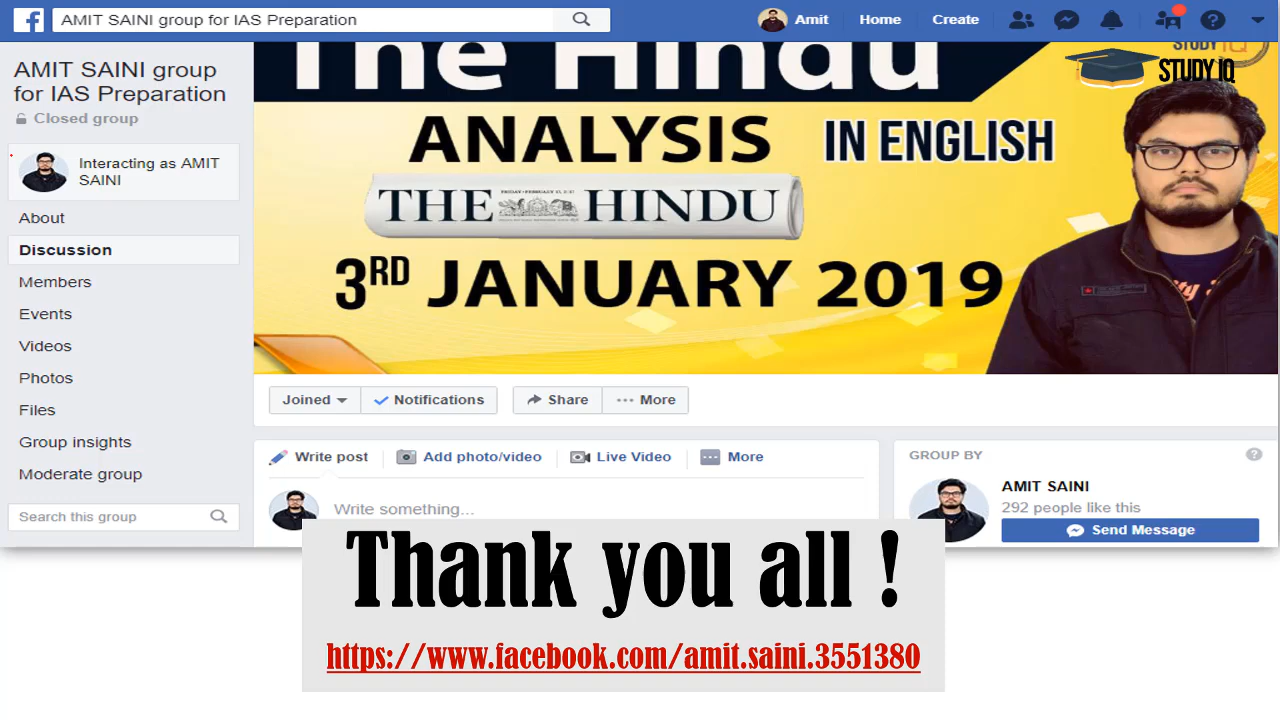 AMIT SAINI group for IAS Preparation
Amit Home Create
AMIT SAINI group
for IAS Preparation
Closed group
Interacting as AMIT
SAINI
About
Discussion
Members
Events
Videos
Photos
Files
Group insights
Moderate group
Search this group
The Hindu
STUDY IQ
STUDY IQ
ANALYSIS IN ENGLISH
THE HINDU
3RD JANUARY 2019
Joined Notifications Share More
Write post Add photo/video Live Video More
Write something...
GROUP BY
AMIT SAINI
292 people like this
Send Message
Thank you all !
https://www.facebook.com/amit.saini.3551380